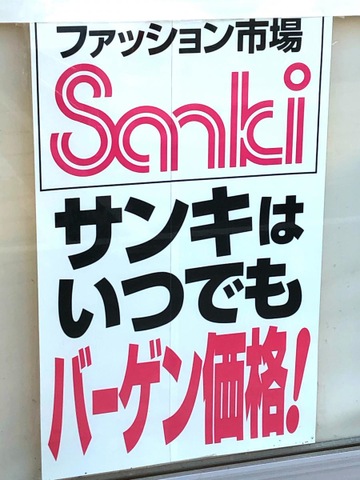 ファッション市場
Sanki
サンキは
いつでも
バーゲン価格!